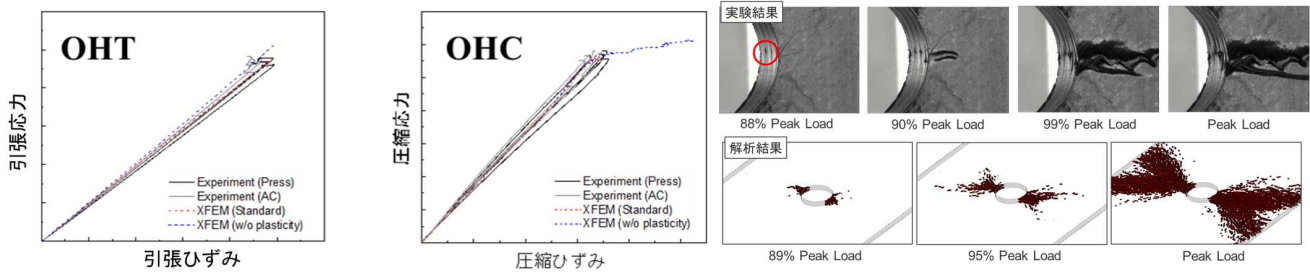 OHT
引張応力
Experiment (Press)
Experiment (AC)
XFEM (Standard)
XFEM (w/o plasticity)
引張ひずみ
OHC
圧縮応力
Experiment (Press)
Experiment (AC)
XFEM (Standard)
XFEM (w/o plasticity)
圧縮ひずみ
実験結果
88% Peak Load
90% Peak Load
99% Peak Load
Peak Load
解析結果
89% Peak Load
95% Peak Load
Peak Load